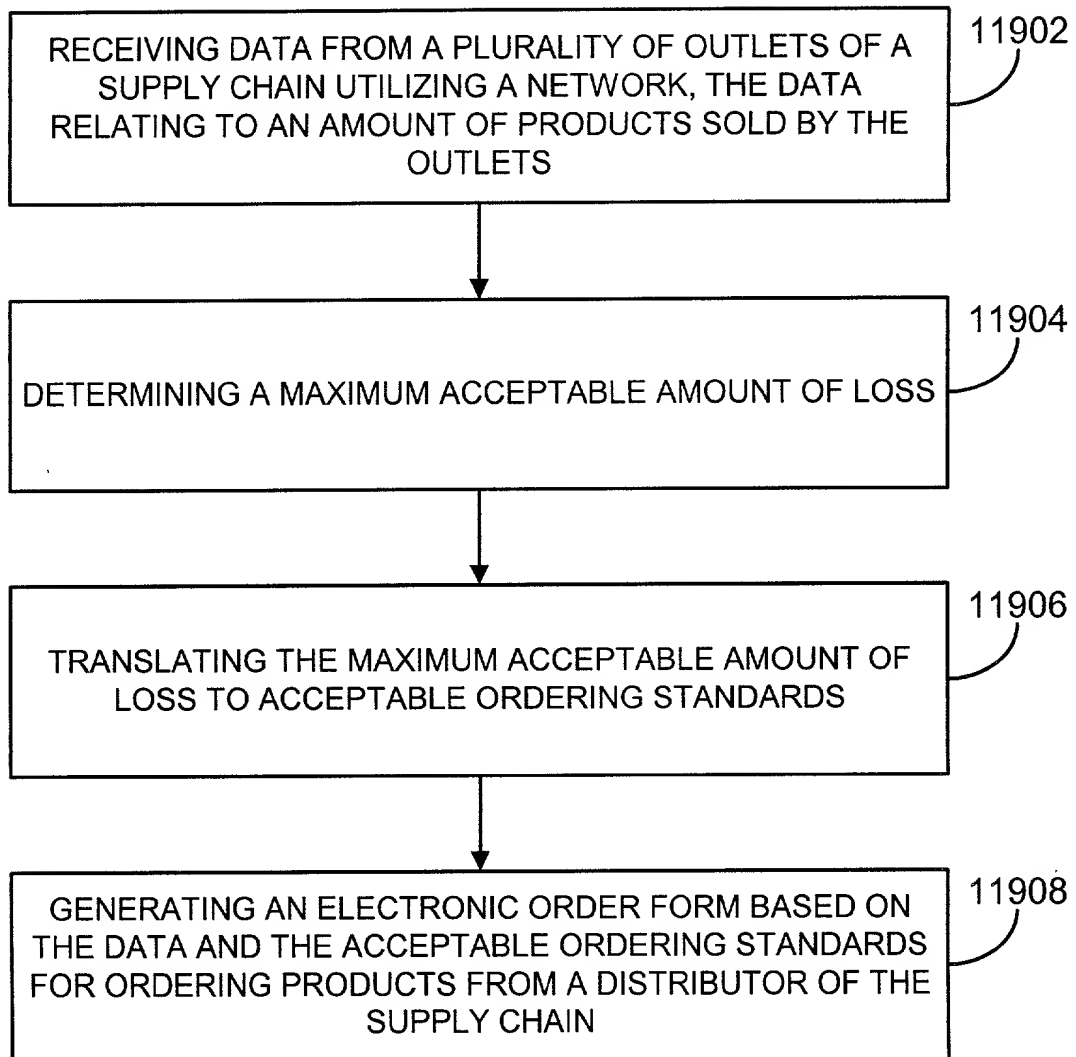 11902
RECEIVING DATA FROM A PLURALITY OF OUTLETS OF A
SUPPLY CHAIN UTILIZING A NETWORK, THE DATA
RELATING TO AN AMOUNT OF PRODUCTS SOLD BY THE
OUTLETS
11904
DETERMINING A MAXIMUM ACCEPTABLE AMOUNT OF LOSS
11906
TRANSLATING THE MAXIMUM ACCEPTABLE AMOUNT OF
LOSS TO ACCEPTABLE ORDERING STANDARDS
11908
GENERATING AN ELECTRONIC ORDER FORM BASED ON
THE DATA AND THE ACCEPTABLE ORDERING STANDARDS
FOR ORDERING PRODUCTS FROM A DISTRIBUTOR OF THE
SUPPLY CHAIN